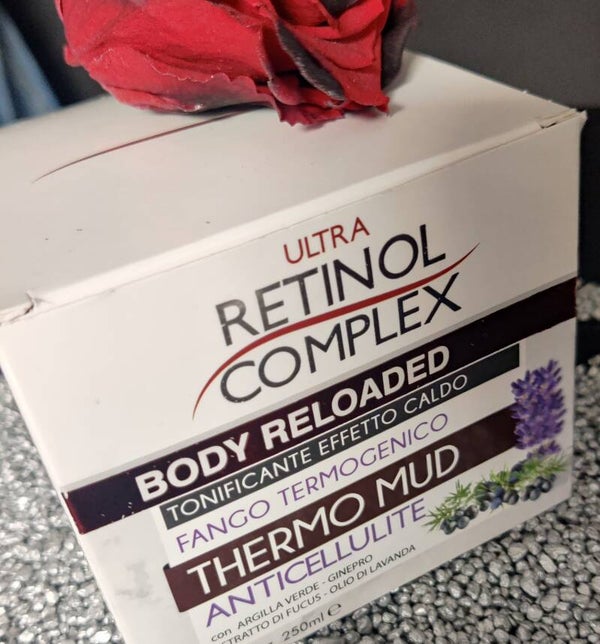 ULTRA
RETINOL
COMPLEX
BODY RELOADED
TONIFICANTE EFFETTO CALDO
FANGO TERMOGENICO
THERMO MUD
ANTICELLULITE
con ARGILLA VERDE - GINEPRO
DI FUCUS - OLIO DI LAVANDA
250ml ℮